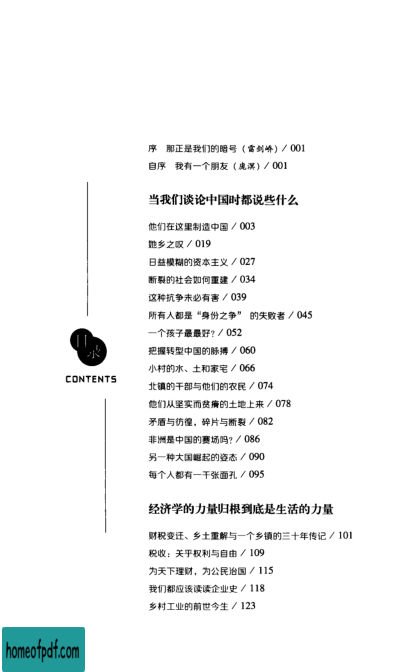 序 那正是我们的暗号(雷剑峤)/ 001
自序 我有一个朋友(庞溟)/ 001
当我们谈论中国时都说些什么
他们在这里制造中国 / 003
她乡之叹 / 019
日益模糊的资本主义 / 027
断裂的社会如何重建 / 034
这种抗争未必有害 / 039
所有人都是“身份之争”的失败者 / 045
一个孩子最最好? / 052
把握转型中国的脉搏 / 060
小村的水、土和家宅 / 066
北镇的干部与他们的农民 / 074
他们从坚实而贫瘠的土地上来 / 078
矛盾与彷徨,碎片与断裂 / 082
非洲是中国的赛场吗? / 086
另一种大国崛起的姿态 / 090
每个人都有一千张面孔 / 095
目录
CONTENTS
经济学的力量归根到底是生活的力量
财税变迁、乡土重解与一个乡镇的三十年传记 / 101
税收:关乎权利与自由 / 109
为天下理财,为公民治国 / 115
我们都应该读读企业史 / 118
乡村工业的前世今生 / 123
homeofpdf.com